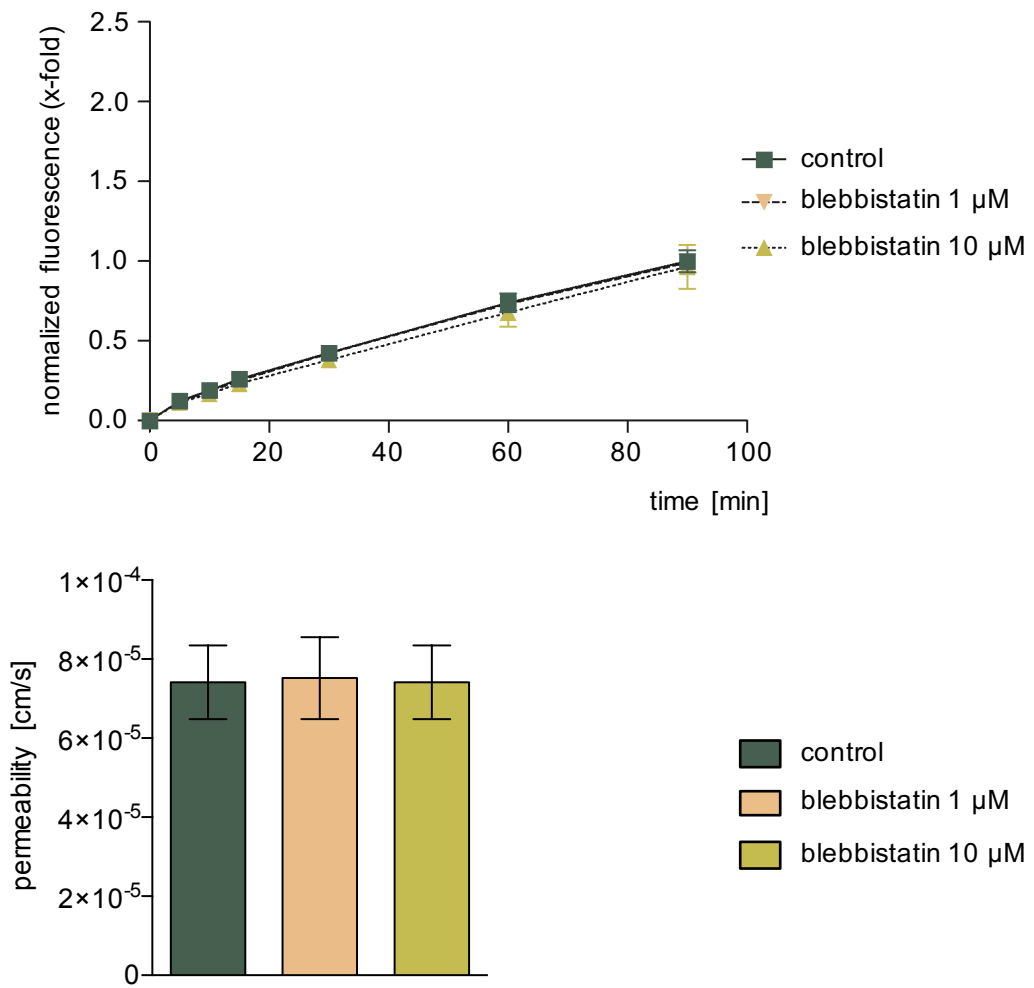 normalized fluorescence (x-fold)
2.5
2.0
1.5
1.0
0.5
0.0
0 20 40 60 80 100
time [min]
control
blebbistatin 1 µM
blebbistatin 10 µM
permeability [cm/s]
1×10⁻⁴
8×10⁻⁵
6×10⁻⁵
4×10⁻⁵
2×10⁻⁵
0
control
blebbistatin 1 µM
blebbistatin 10 µM